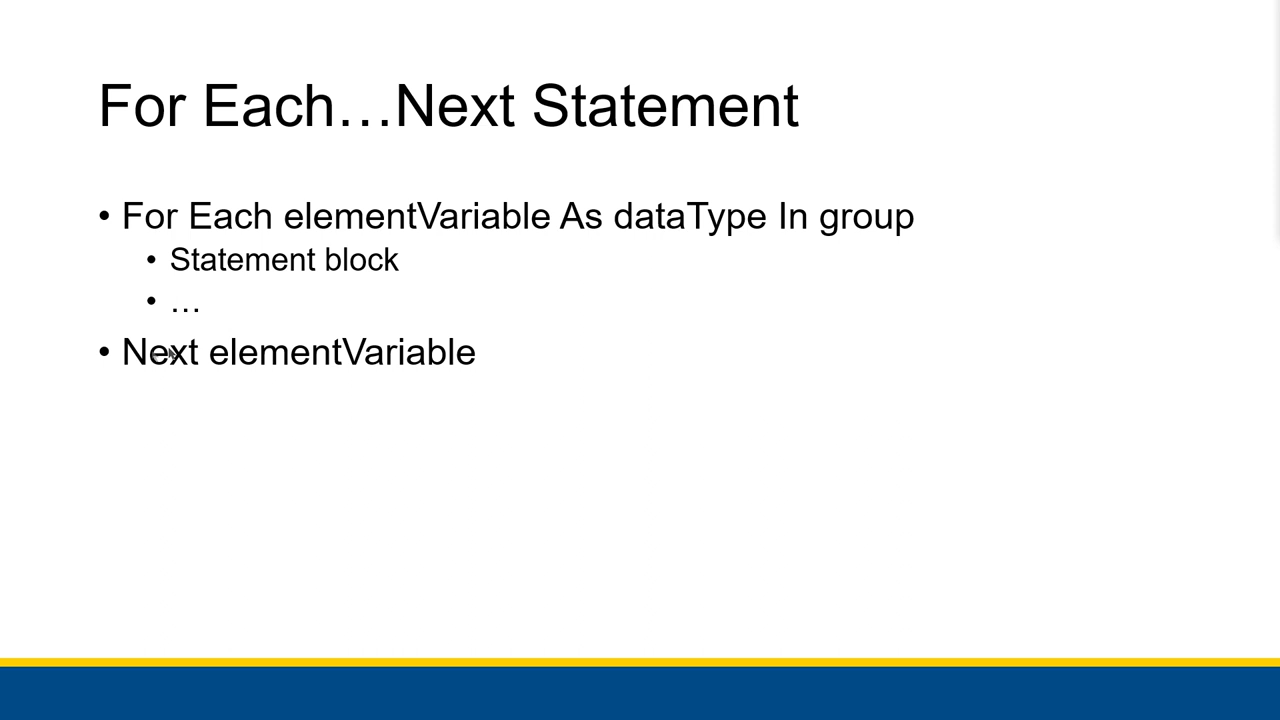 For Each…Next Statement
• For Each elementVariable As dataType In group
• Statement block
• …
• Next elementVariable